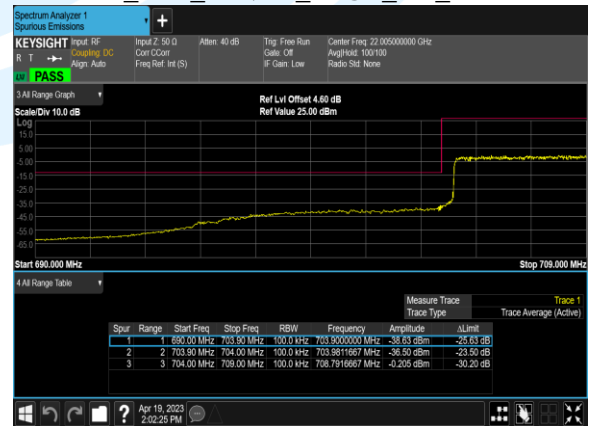 Spectrum Analyzer 1
Spurious Emissions
KEYSIGHT Input: RF Input Z: 50 Ω Atten: 40 dB Trig: Free Run Center Freq: 22.005000000 GHz
R T Coupling: DC Corr CCorr Gate: Off Avg|Hold: 100/100
Align: Auto Freq Ref: Int (S) IF Gain: Low Radio Std: None
LV PASS
3 All Range Graph
Ref Lvl Offset 4.60 dB
Scale/Div 10.0 dB Ref Value 25.00 dBm
Log
15.0
5.00
-5.00
-15.0
-25.0
-35.0
-45.0
-55.0
-65.0
Start 690.000 MHz Stop 709.000 MHz
4 All Range Table
Measure Trace Trace 1
Trace Type Trace Average (Active)
Spur Range Start Freq Stop Freq RBW Frequency Amplitude ΔLimit
1 1 690.00 MHz 703.90 MHz 100.0 kHz 703.9000000 MHz -38.63 dBm -25.63 dB
2 2 703.90 MHz 704.00 MHz 100.0 kHz 703.9811667 MHz -36.50 dBm -23.50 dB
3 3 704.00 MHz 709.00 MHz 100.0 kHz 708.7916667 MHz -0.205 dBm -30.20 dB
? Apr 19, 2023
2:02:25 PM